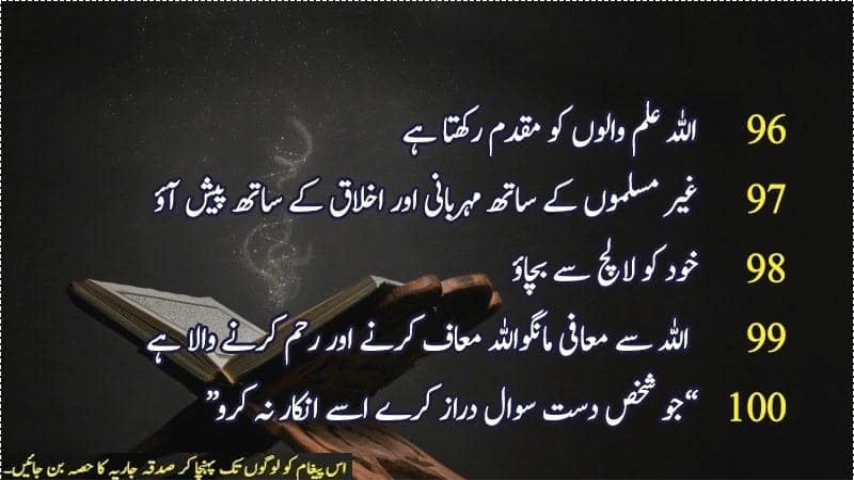 96 اللہ علم والوں کو مقدم رکھتا ہے
97 غیر مسلموں کے ساتھ مہربانی اور اخلاق کے ساتھ پیش آؤ
98 خود کو لالچ سے بچاؤ
99 اللہ سے معافی مانگو اللہ معاف کرنے اور رحم کرنے والا ہے
100 “جو شخص دست سوال دراز کرے اسے انکار نہ کرو”
اس پیغام کو لوگوں تک پہنچا کر صدقہ جاریہ کا حصہ بن جائیں۔